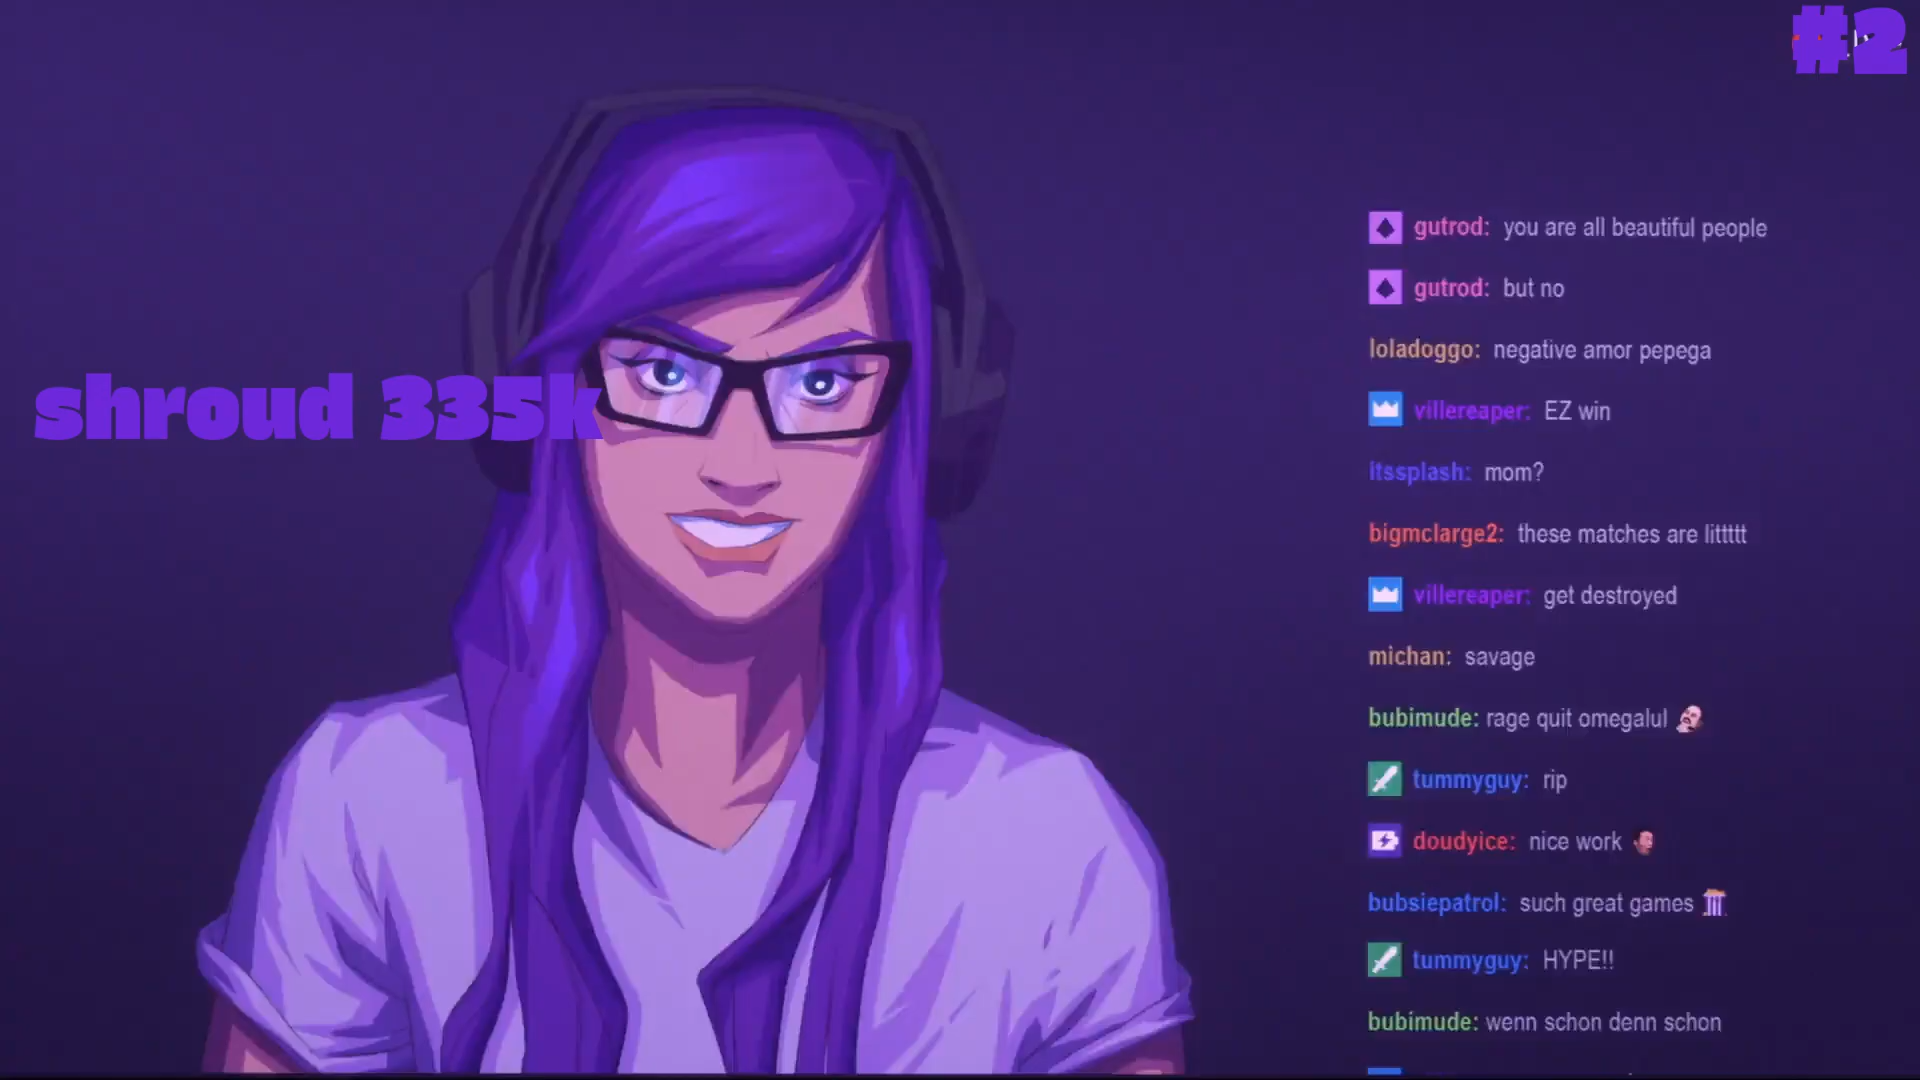 #2
shroud 335k
gutrod: you are all beautiful people
gutrod: but no
loladoggo: negative amor pepega
villereaper: EZ win
itssplash: mom?
bigmclarge2: these matches are littttt
villereaper: get destroyed
michan: savage
bubimude: rage quit omegalul
tummyguy: rip
doudyice: nice work
bubsiepatrol: such great games
tummyguy: HYPE!!
bubimude: wenn schon denn schon